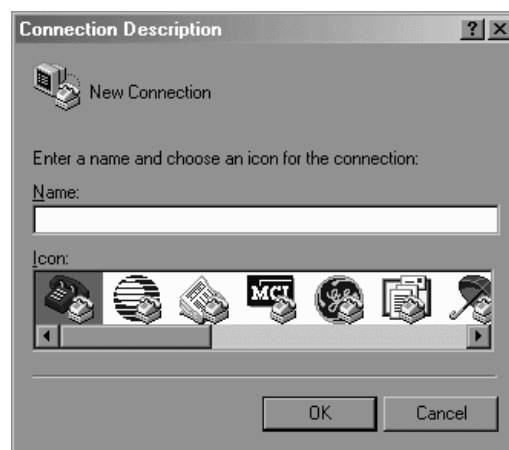 Connection Description
New Connection
Enter a name and choose an icon for the connection:
Name:
Icon:
MCI
OK
Cancel